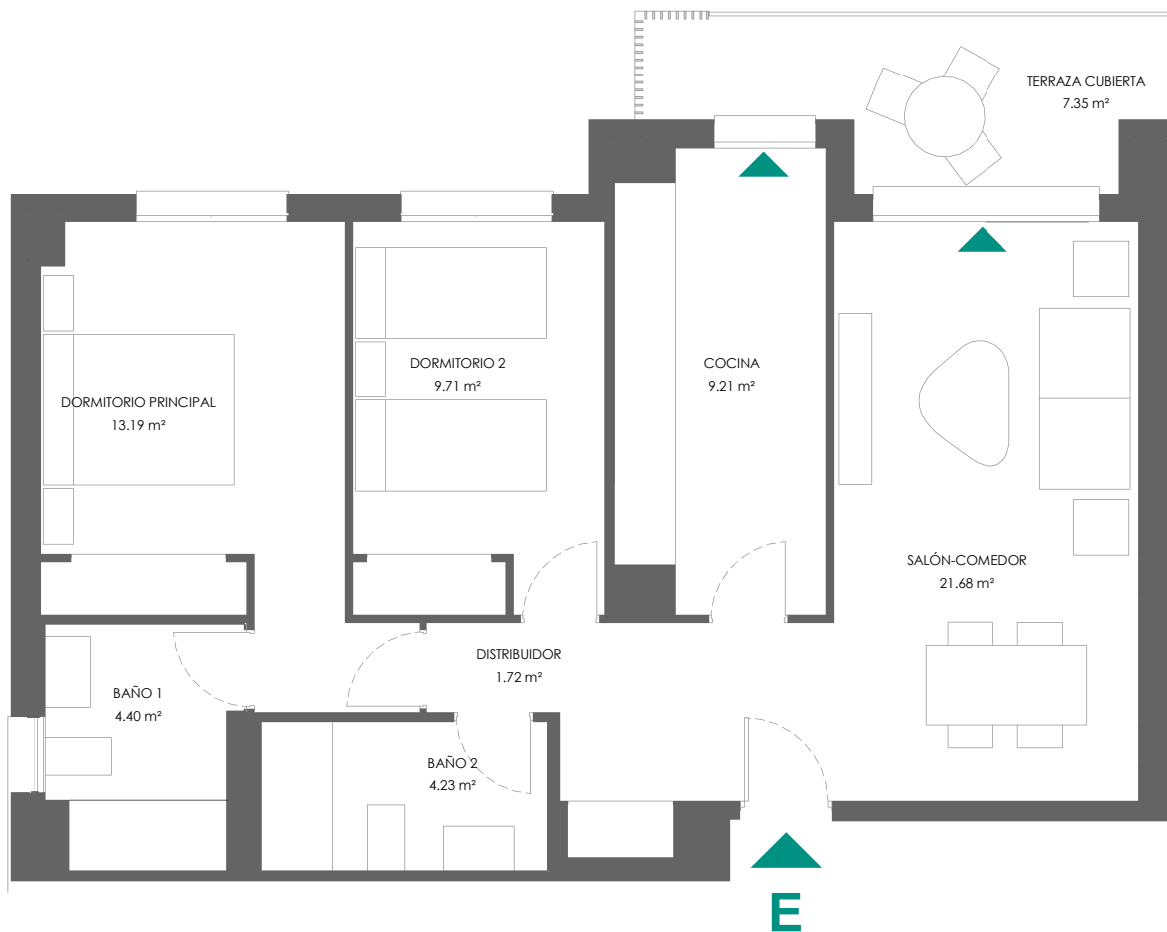 TERRAZA CUBIERTA
7.35 m²
DORMITORIO 2
9.71 m²
COCINA
9.21 m²
DORMITORIO PRINCIPAL
13.19 m²
SALÓN-COMEDOR
21.68 m²
DISTRIBUIDOR
1.72 m²
BAÑO 1
4.40 m²
BAÑO 2
4.23 m²
E